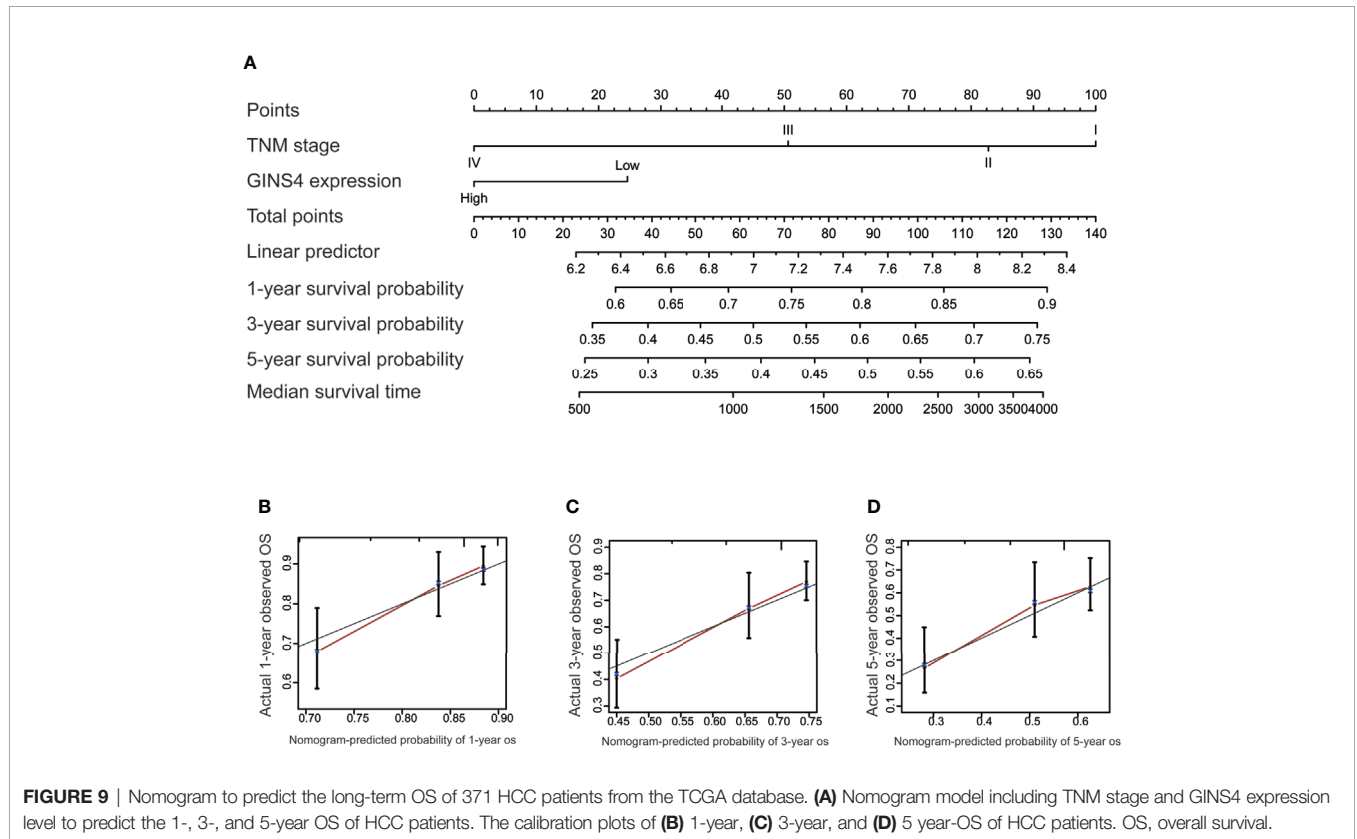 A
Points
0 10 20 30 40 50 60 70 80 90 100
TNM stage
III I
IV II
GINS4 expression
Low
High
Total points
0 10 20 30 40 50 60 70 80 90 100 110 120 130 140
Linear predictor
6.2 6.4 6.6 6.8 7 7.2 7.4 7.6 7.8 8 8.2 8.4
1-year survival probability
0.6 0.65 0.7 0.75 0.8 0.85 0.9
3-year survival probability
0.35 0.4 0.45 0.5 0.55 0.6 0.65 0.7 0.75
5-year survival probability
0.25 0.3 0.35 0.4 0.45 0.5 0.55 0.6 0.65
Median survival time
500 1000 1500 2000 2500 3000 3500 4000
B
Actual 1-year observed OS
0.9
0.8
0.7
0.6
0.70 0.75 0.80 0.85 0.90
Nomogram-predicted probability of 1-year os
C
Actual 3-year observed OS
0.9
0.8
0.7
0.6
0.5
0.4
0.3
0.45 0.50 0.55 0.60 0.65 0.70 0.75
Nomogram-predicted probability of 3-year os
D
Actual 5-year observed OS
0.8
0.7
0.6
0.5
0.4
0.3
0.2
0.1
0.3 0.4 0.5 0.6
Nomogram-predicted probability of 5-year os
FIGURE 9 | Nomogram to predict the long-term OS of 371 HCC patients from the TCGA database. (A) Nomogram model including TNM stage and GINS4 expression
level to predict the 1-, 3-, and 5-year OS of HCC patients. The calibration plots of (B) 1-year, (C) 3-year, and (D) 5 year-OS of HCC patients. OS, overall survival.